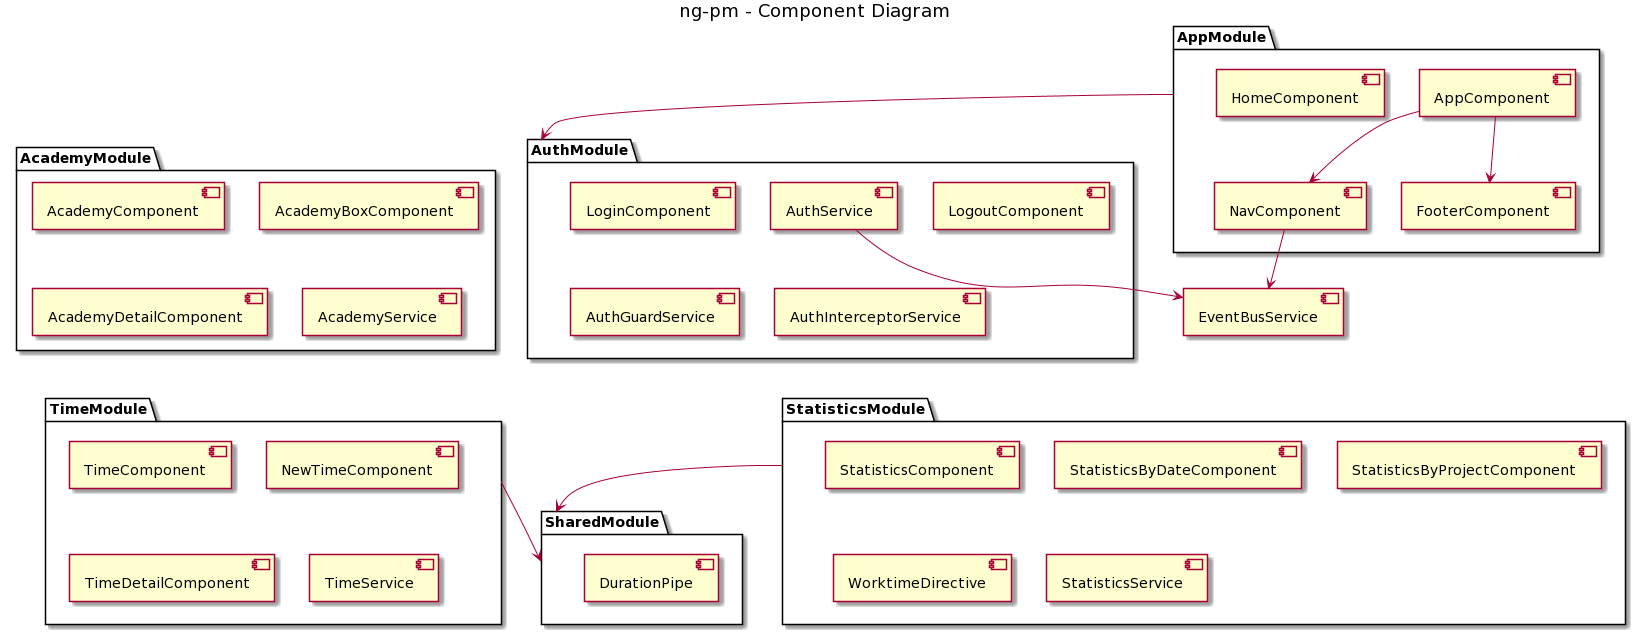 ng-pm - Component Diagram
AppModule
HomeComponent
AppComponent
NavComponent
FooterComponent
AuthModule
LoginComponent
AuthService
LogoutComponent
AuthGuardService
AuthInterceptorService
EventBusService
AcademyModule
AcademyComponent
AcademyBoxComponent
AcademyDetailComponent
AcademyService
TimeModule
TimeComponent
NewTimeComponent
TimeDetailComponent
TimeService
SharedModule
DurationPipe
StatisticsModule
StatisticsComponent
StatisticsByDateComponent
StatisticsByProjectComponent
WorktimeDirective
StatisticsService